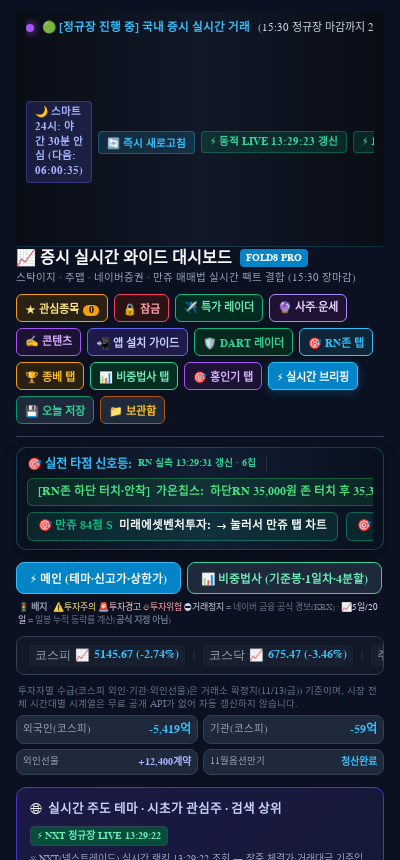 🟢 [정규장 진행 중] 국내 증시 실시간 거래 (15:30 정규장 마감까지 2
🌙 스마트 24시: 야간 30분 안심 (다음: 06:00:35)
🔄 즉시 새로고침
⚡ 동적 LIVE 13:29:23 갱신
📈 증시 실시간 와이드 대시보드 FOLD8 PRO
스탁이지 · 주맵 · 네이버증권 · 만쥬 매매법 실시간 팩트 결합 (15:30 장마감)
★ 관심종목 0
🔒 잠금
✈️ 특가 레이더
🔮 사주·운세
✍️ 콘텐츠
📲 앱 설치 가이드
🛡️ DART 레이더
🎯 RN존 탭
🏆 종베 탭
📊 비중법사 탭
🎯 홍인기 탭
⚡ 실시간 브리핑
💾 오늘 저장
📁 보관함
🎯 실전 타점 신호등: RN 실측 13:29:31 갱신 · 6칩
[RN존 하단 터치·안착] 가온칩스: 하단RN 35,000원 존 터치 후 35,3
🎯 만쥬 84점 S 미래에셋벤처투자: → 눌러서 만쥬 탭 차트
⚡ 메인 (테마·신고가·상한가)
📊 비중법사 (기준봉·1일차·4분할)
🚦 배지 · ⚠️투자주의 🚨투자경고 ⊘투자위험 ⛔거래정지 = 네이버 금융 공식 경보(KRX) · 📈5일/20
일 = 일봉 누적 등락률 계산(공식 지정 아님)
코스피 📈 5145.67 (-2.74%) | 코스닥 📈 675.47 (-3.46%) |
투자자별 수급(코스피 외인·기관·외인선물)은 거래소 확정치(11/13(금)) 기준이며, 시장 전
체 시간대별 시계열은 무료 공개 API가 없어 자동 갱신하지 않습니다.
외국인(코스피) -5,419억
기관(코스피) -59억
외인선물 +12,400계약
11월옵션만기 청산완료
🌐 실시간 주도 테마 · 시초가 관심주 · 검색 상위
⚡ NXT 정규장 LIVE 13:29:22